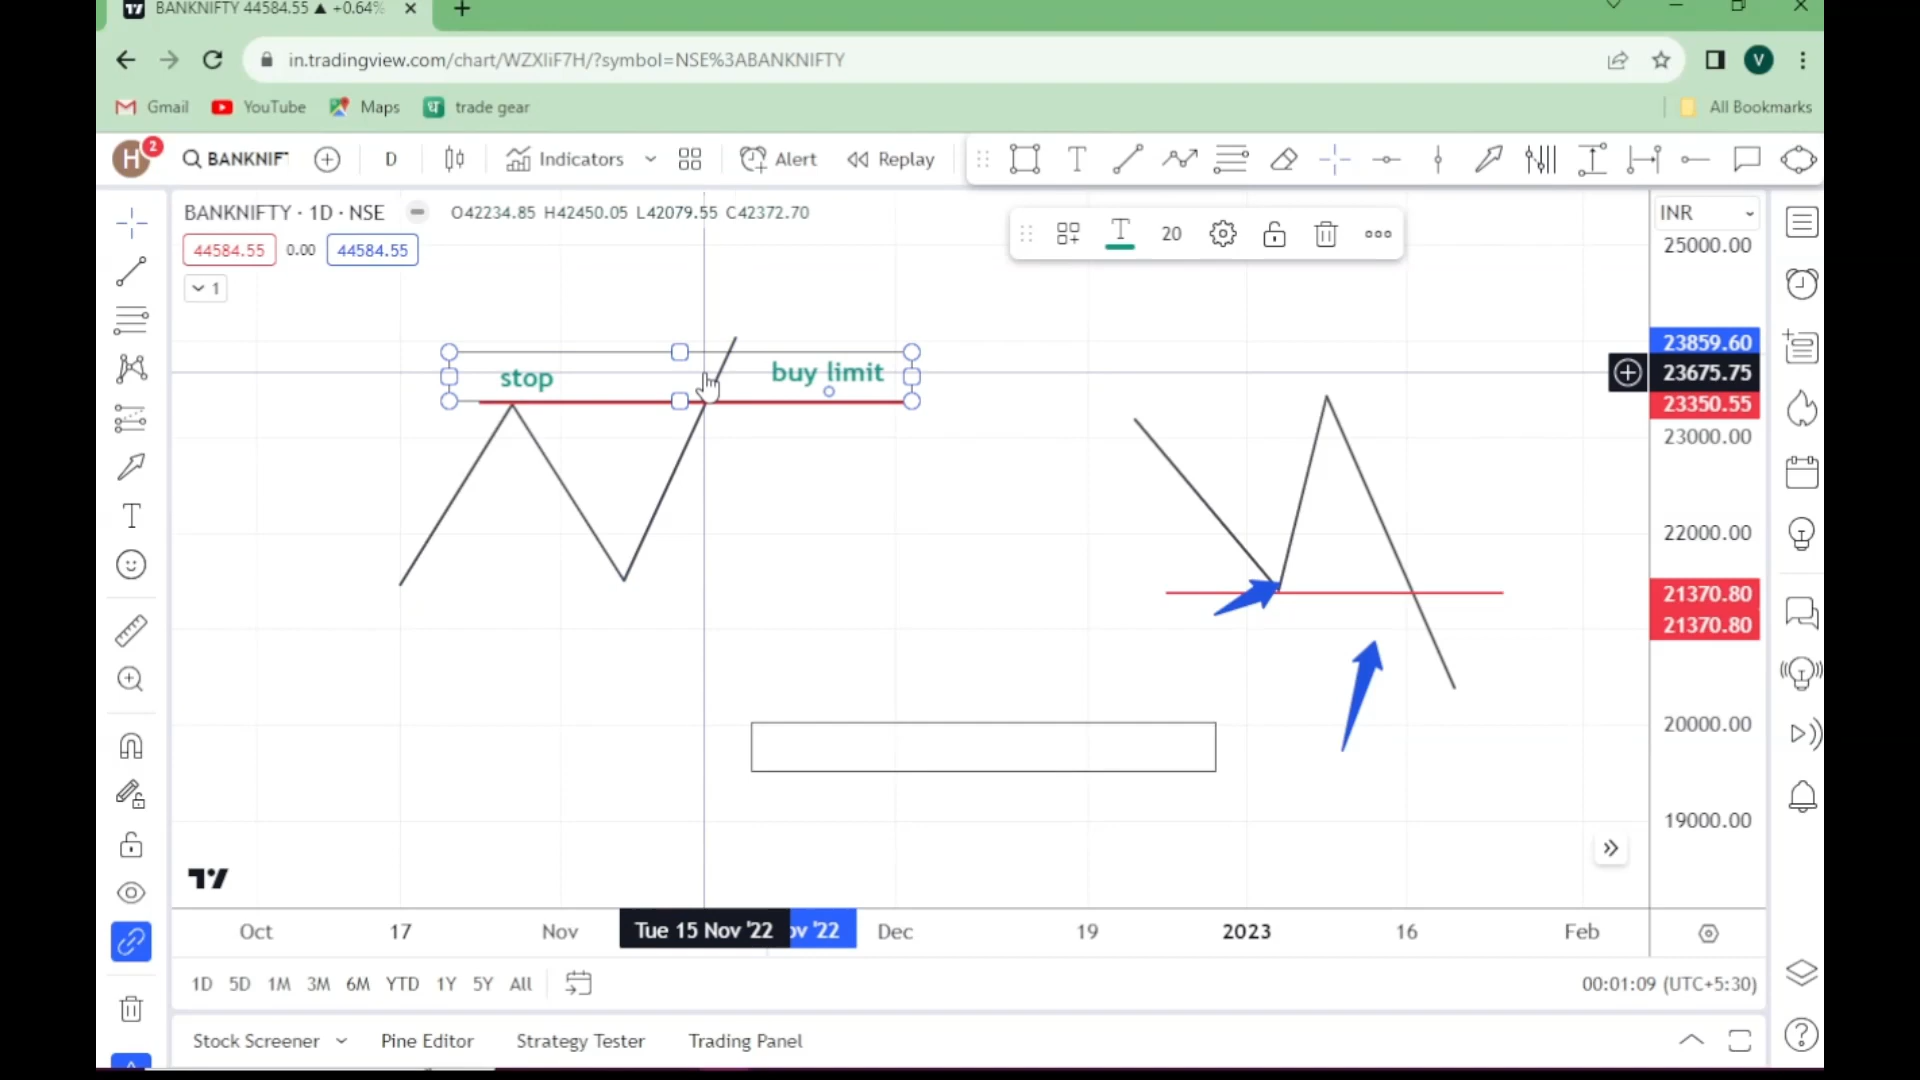 BANKNIFTY 44584.55 ▲ +0.64%
in.tradingview.com/chart/WZXIiF7H/?symbol=NSE%3ABANKNIFTY
V
Gmail YouTube Maps trade gear All Bookmarks
H 2 BANKNIFT D Indicators Alert Replay
BANKNIFTY · 1D · NSE O42234.85 H42450.05 L42079.55 C42372.70
INR
44584.55 0.00 44584.55
20
1
25000.00
23859.60
stop
buy limit
23675.75
23350.55
23000.00
22000.00
21370.80
21370.80
20000.00
19000.00
Oct 17 Nov Tue 15 Nov '22 ov '22 Dec 19 2023 16 Feb
1D 5D 1M 3M 6M YTD 1Y 5Y All 00:01:09 (UTC+5:30)
Stock Screener Pine Editor Strategy Tester Trading Panel